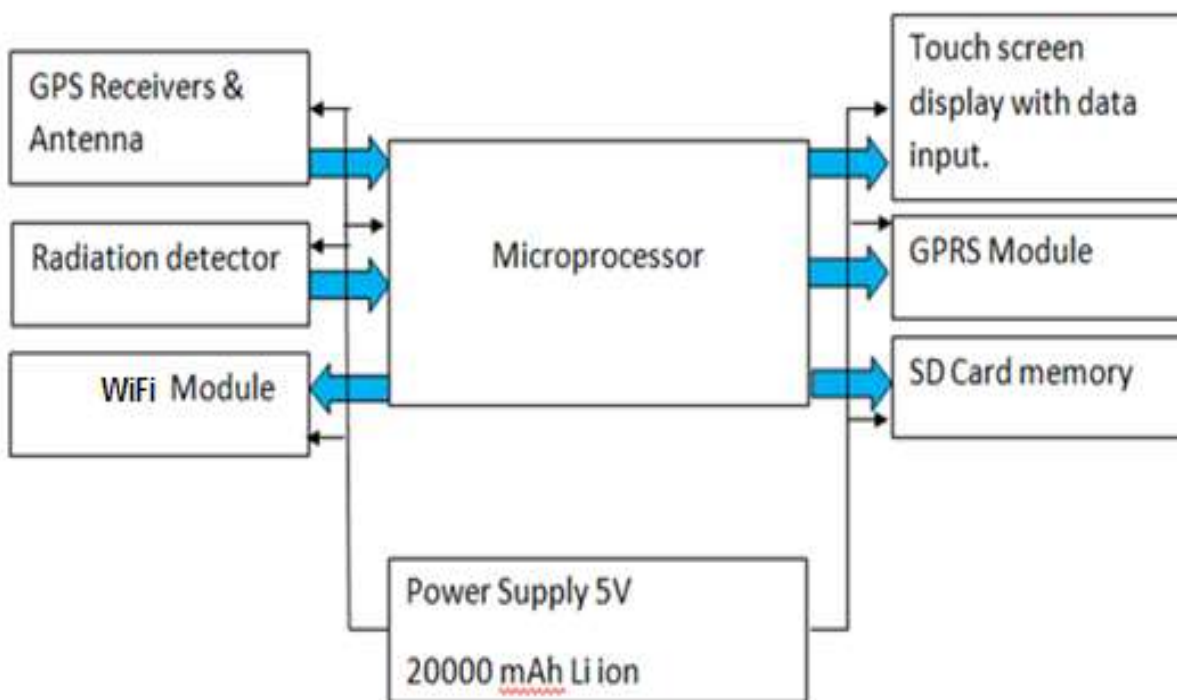 GPS Receivers &
Antenna
Radiation detector
WiFi Module
Microprocessor
Touch screen
display with data
input.
GPRS Module
SD Card memory
Power Supply 5V
20000 mAh Li ion